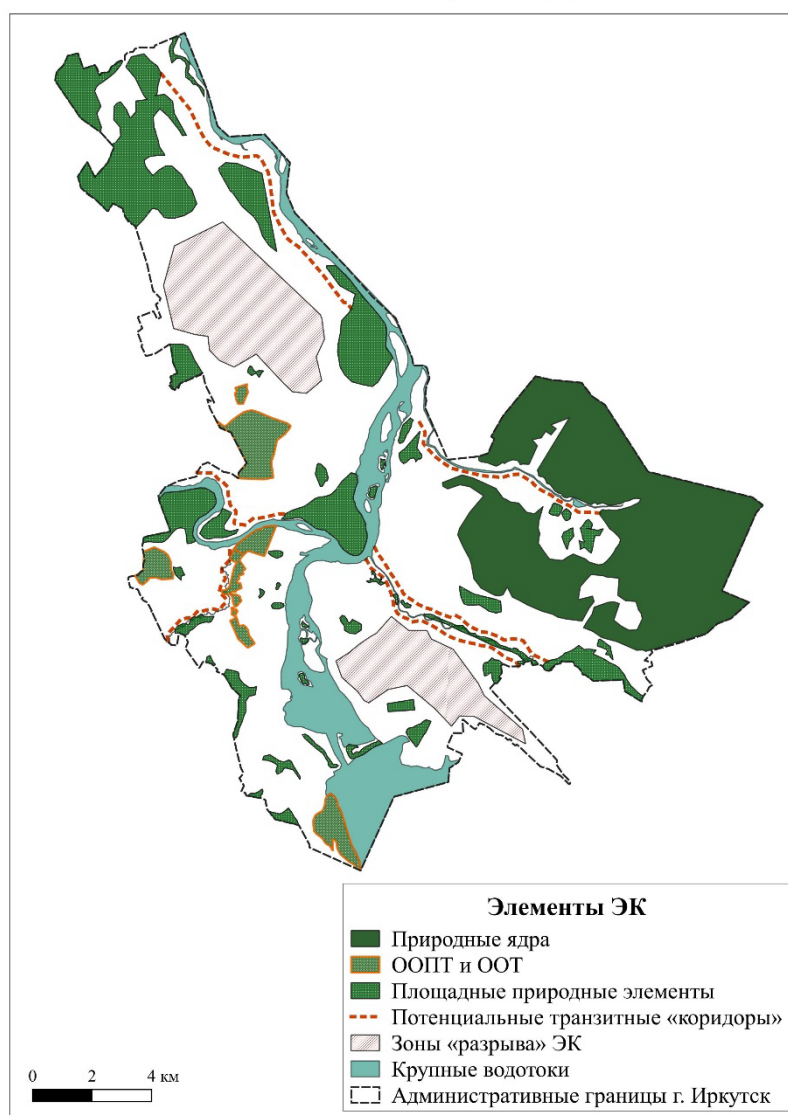 Элементы ЭК
Природные ядра
ООПТ и ООТ
Площадные природные элементы
Потенциальные транзитные «коридоры»
Зоны «разрыва» ЭК
Крупные водотоки
Административные границы г. Иркутск
0 2 4 км